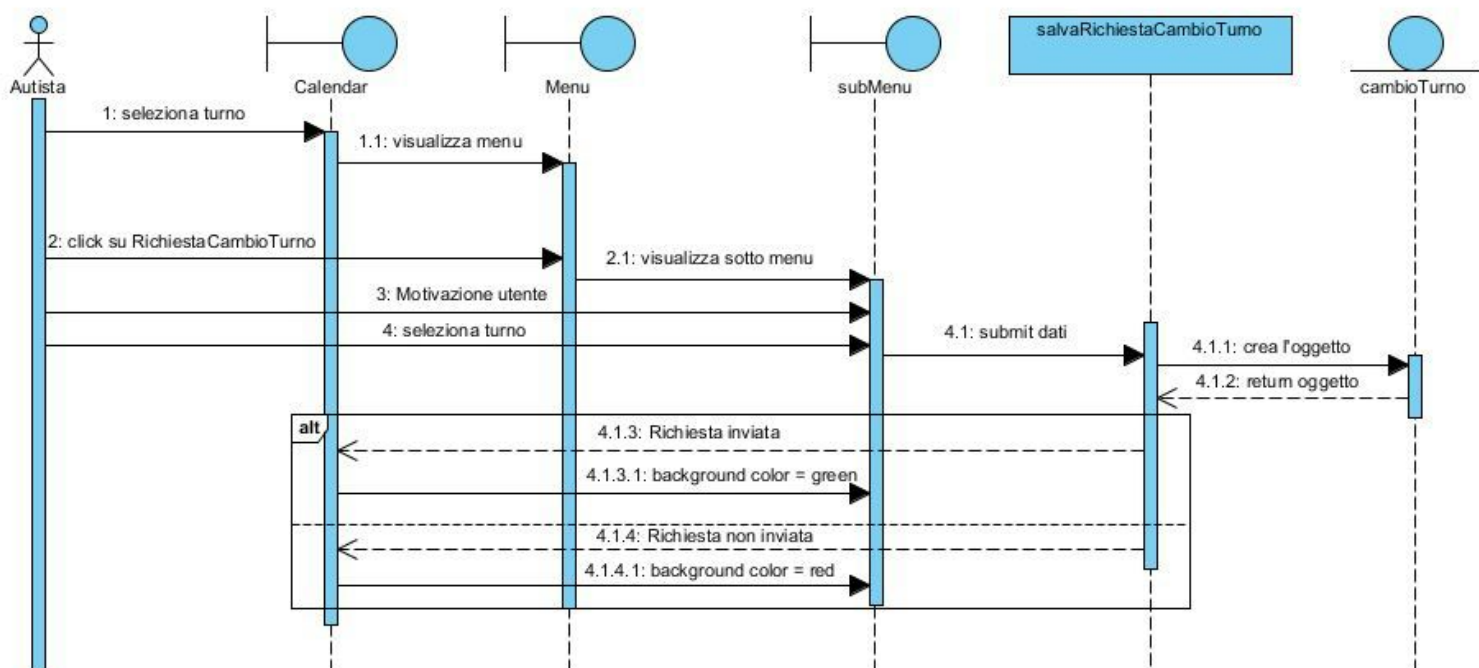 salvaRichiestaCambioTurno
Autista
Calendar
Menu
subMenu
cambioTurno
1: seleziona turno
1.1: visualizza menu
2: click su RichiestaCambioTurno
2.1: visualizza sotto menu
3: Motivazione utente
4: seleziona turno
4.1: submit dati
4.1.1: crea l'oggetto
4.1.2: return oggetto
alt
4.1.3: Richiesta inviata
4.1.3.1: background color = green
4.1.4: Richiesta non inviata
4.1.4.1: background color = red